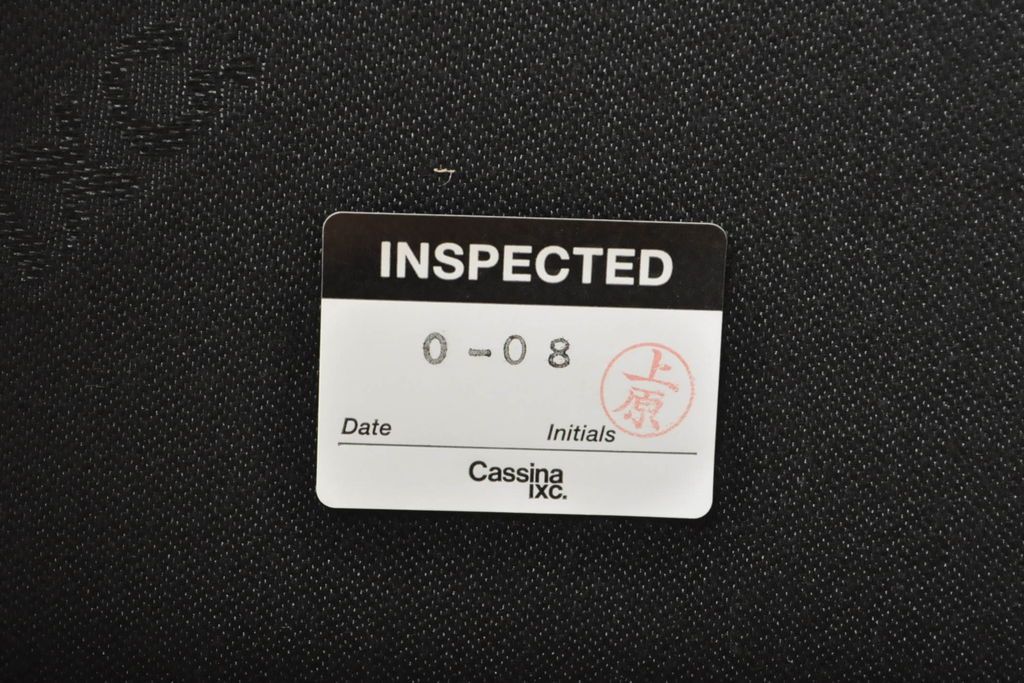 INSPECTED
0-08
上原
Date Initials
Cassina
IXC.